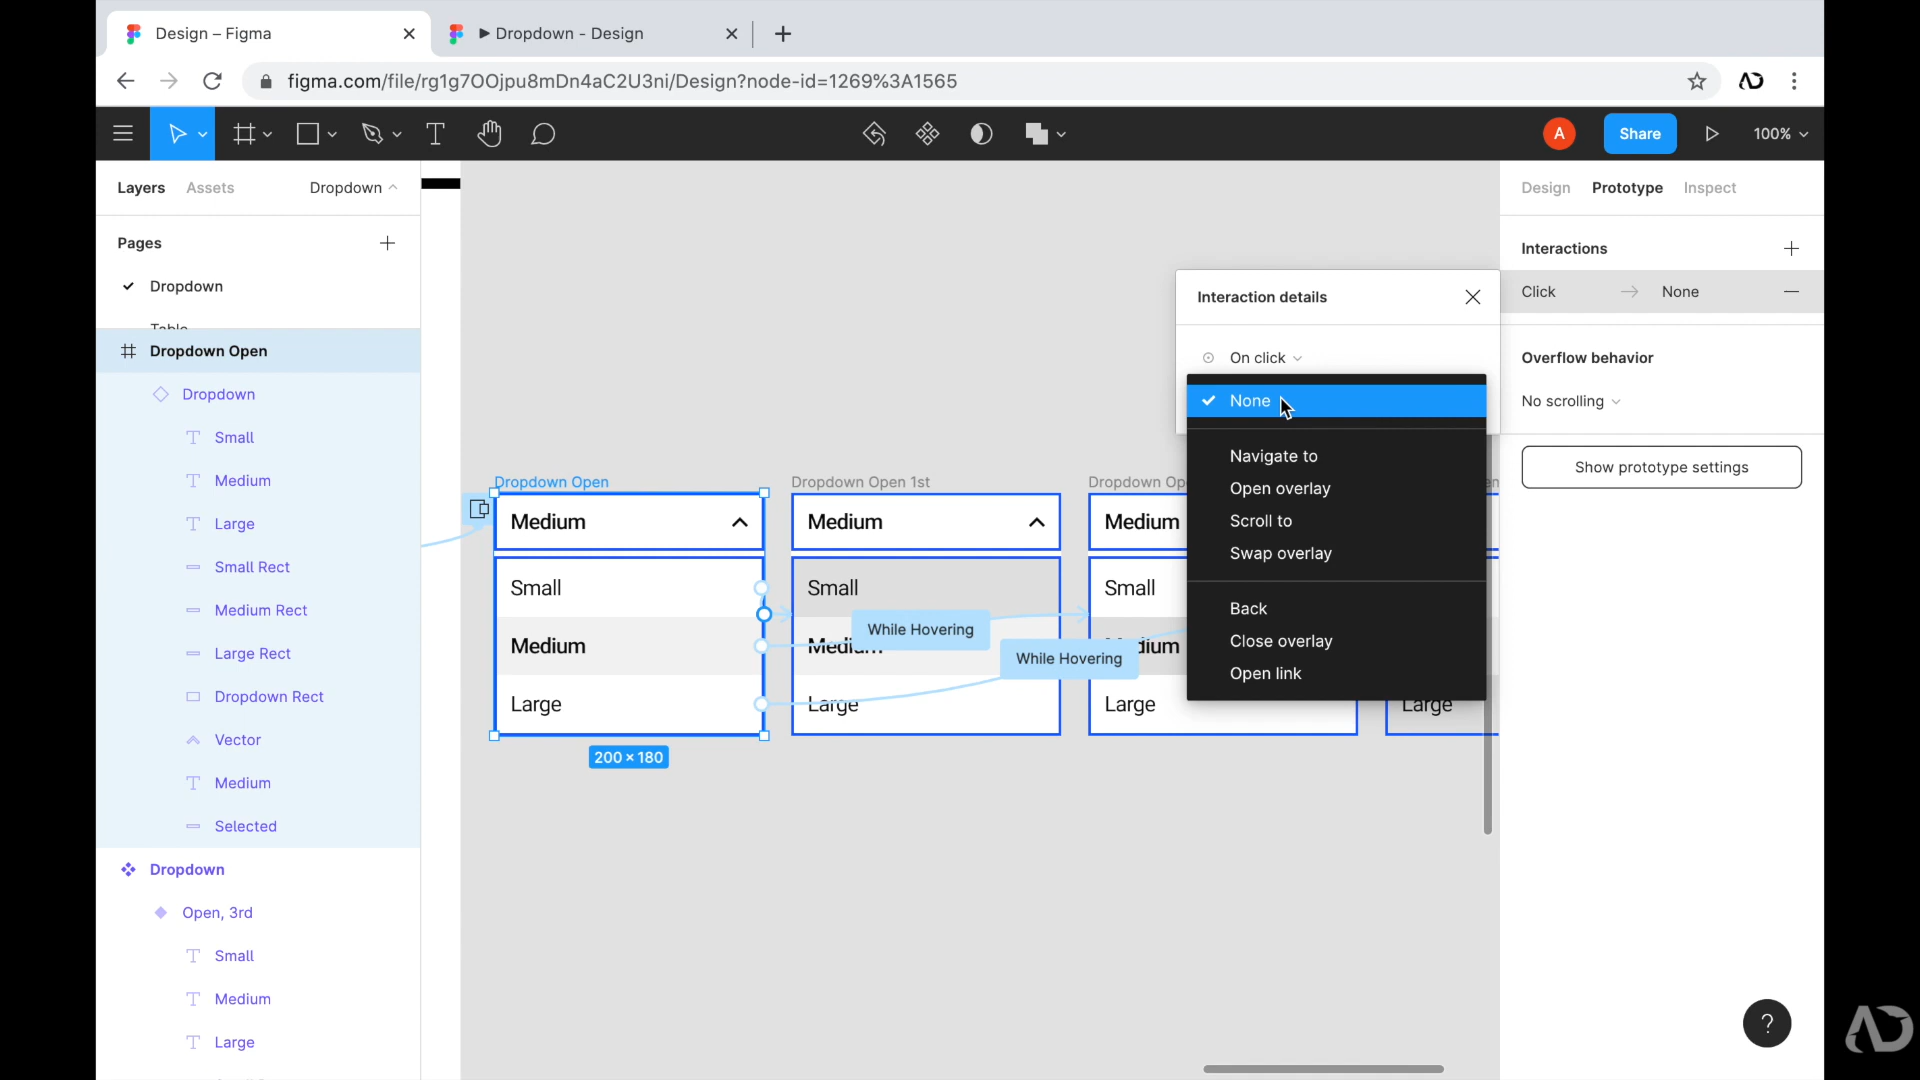 Design – Figma
Dropdown - Design
figma.com/file/rg1g7OOjpu8mDn4aC2U3ni/Design?node-id=1269%3A1565
A
Share
100%
Layers
Assets
Dropdown
Design
Prototype
Inspect
Pages
Dropdown
Table
Dropdown Open
Dropdown
Small
Medium
Large
Small Rect
Medium Rect
Large Rect
Dropdown Rect
Vector
Medium
Selected
Dropdown
Open, 3rd
Small
Medium
Large
Dropdown Open
Medium
Small
Medium
Large
200 × 180
Dropdown Open 1st
Medium
Small
Large
While Hovering
While Hovering
Medium
Small
Large
Large
Interaction details
On click
None
Navigate to
Open overlay
Scroll to
Swap overlay
Back
Close overlay
Open link
Interactions
Click
None
Overflow behavior
No scrolling
Show prototype settings
?
AD